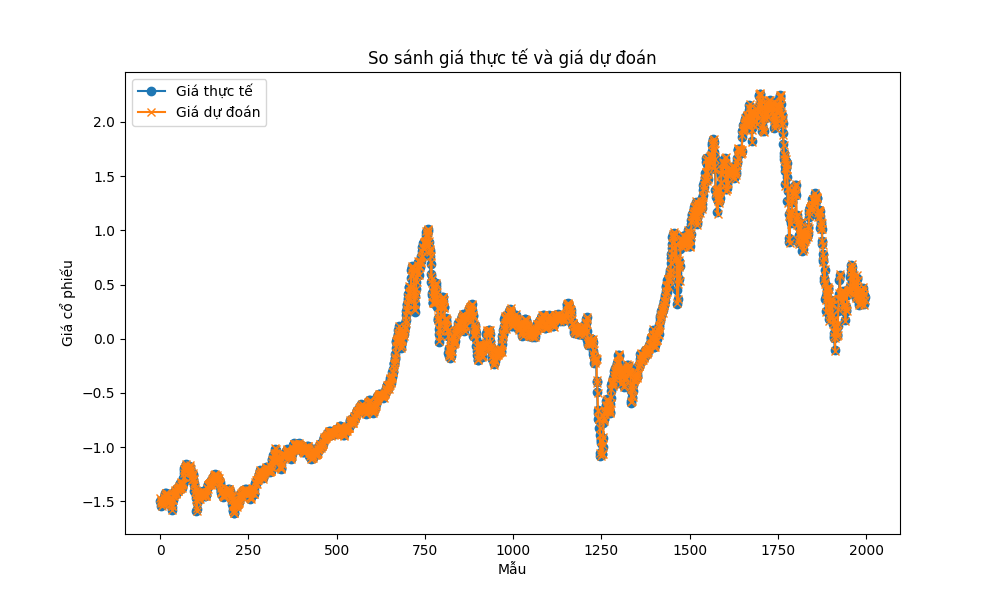 So sánh giá thực tế và giá dự đoán
Giá thực tế
Giá dự đoán
Giá cổ phiếu
2.0
1.5
1.0
0.5
0.0
−0.5
−1.0
−1.5
0 250 500 750 1000 1250 1500 1750 2000
Mẫu